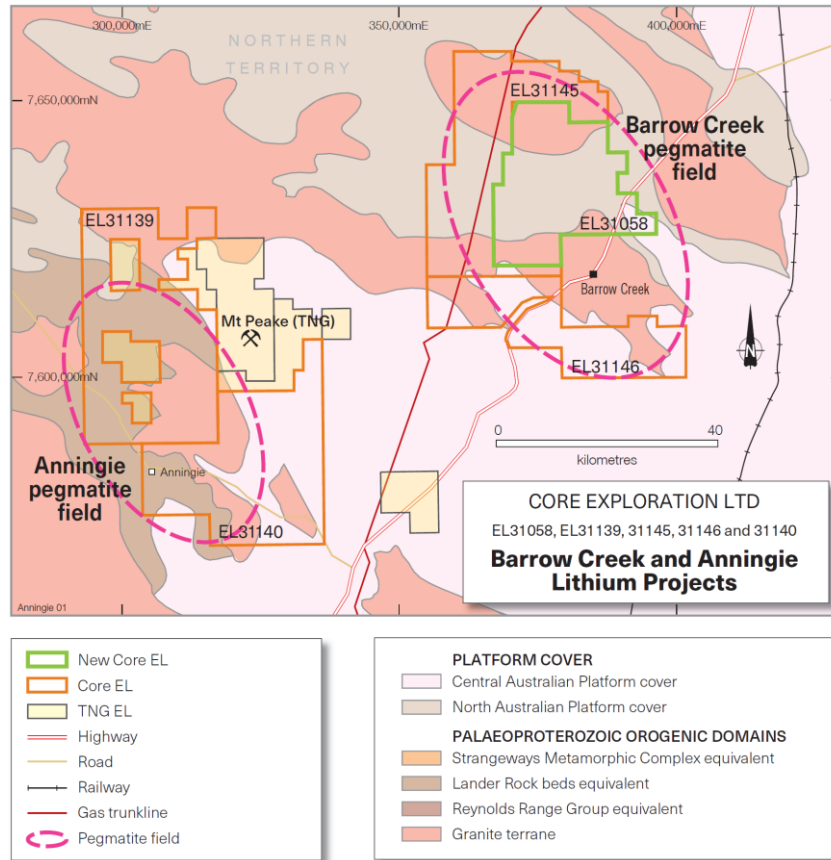 300,000mE
350,000mE
400,000mE
NORTHERN
TERRITORY
7,650,000mN
EL31145
Barrow Creek
pegmatite
field
EL31139
EL31058
Barrow Creek
Mt Peake (TNG)
N
7,600,000mN
EL31146
0
40
kilometres
Anningie
pegmatite
field
Anningie
EL31140
CORE EXPLORATION LTD
EL31058, EL31139, 31145, 31146 and 31140
Barrow Creek and Anningie
Lithium Projects
Anningie 01
New Core EL
Core EL
TNG EL
Highway
Road
Railway
Gas trunkline
Pegmatite field
PLATFORM COVER
Central Australian Platform cover
North Australian Platform cover
PALAEOPROTEROZOIC OROGENIC DOMAINS
Strangeways Metamorphic Complex equivalent
Lander Rock beds equivalent
Reynolds Range Group equivalent
Granite terrane